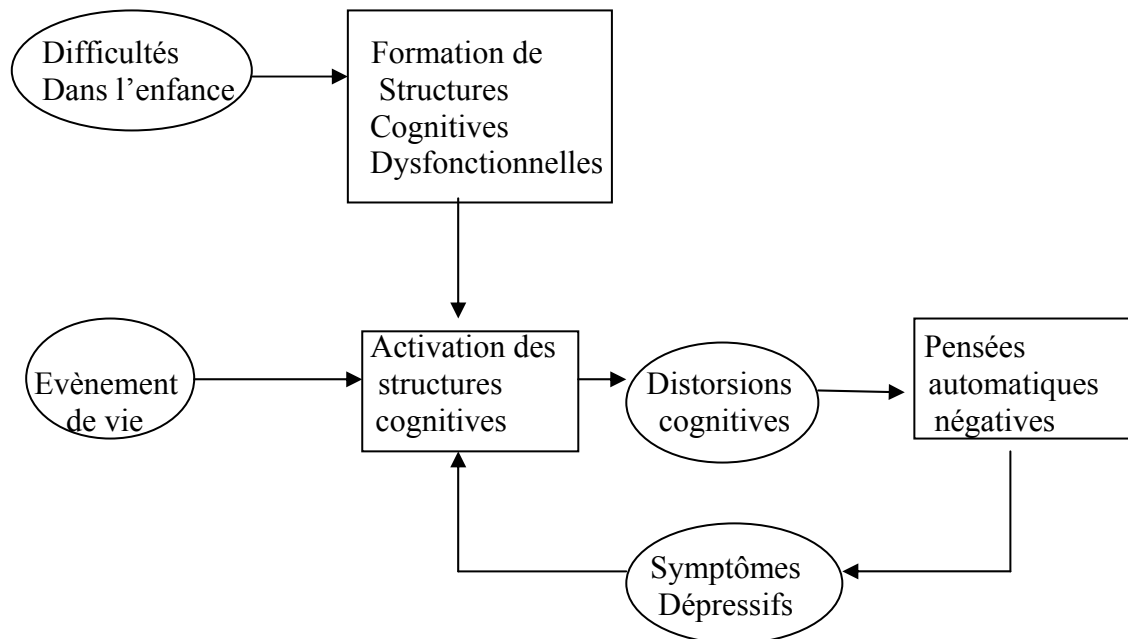 Difficultés
Dans l’enfance
Formation de
Structures
Cognitives
Dysfonctionnelles
Evènement
de vie
Activation des
structures
cognitives
Distorsions
cognitives
Pensées
automatiques
négatives
Symptômes
Dépressifs